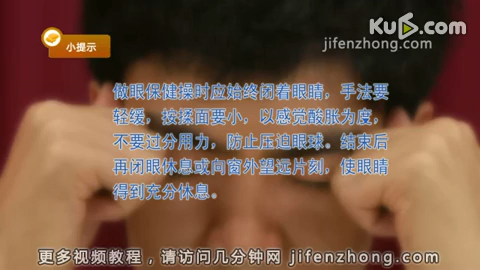 Ku6.com
jifenzhong.com
小提示
做眼保健操时应始终闭着眼睛，手法要
轻缓，按揉面要小，以感觉酸胀为度，
不要过分用力，防止压迫眼球。结束后
再闭眼休息或向窗外望远片刻，使眼睛
得到充分休息。
更多视频教程，请访问几分钟网 jifenzhong.com